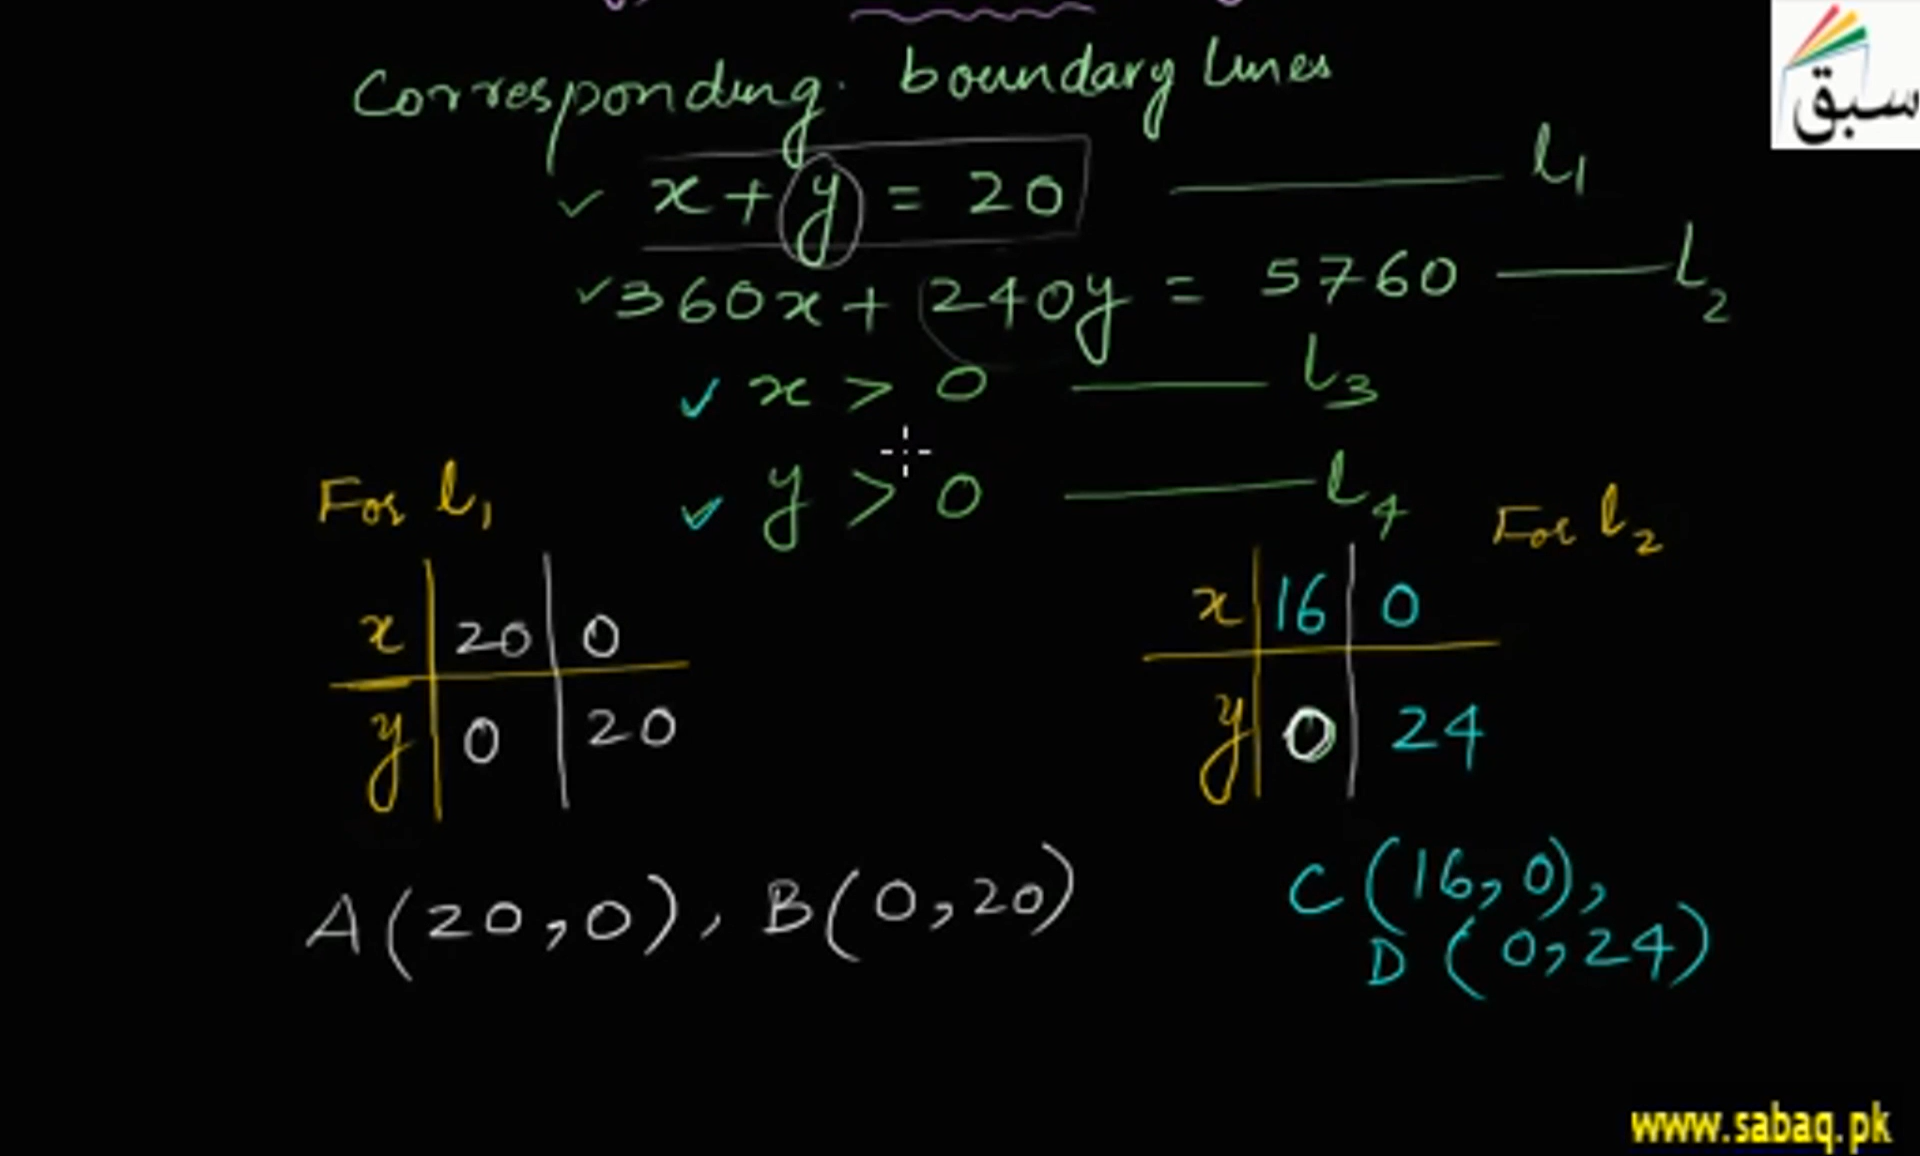 سبق
Corresponding boundary lines
✓ x + y = 20 —— l₁
✓ 360x + 240y = 5760 —— l₂
✓ x > 0 —— l₃
✓ y > 0 —— l₄
For l₁
x | 20 | 0
y | 0 | 20
A(20,0), B(0,20)
For l₂
x | 16 | 0
y | 0 | 24
C(16,0),
D(0,24)
www.sabaq.pk